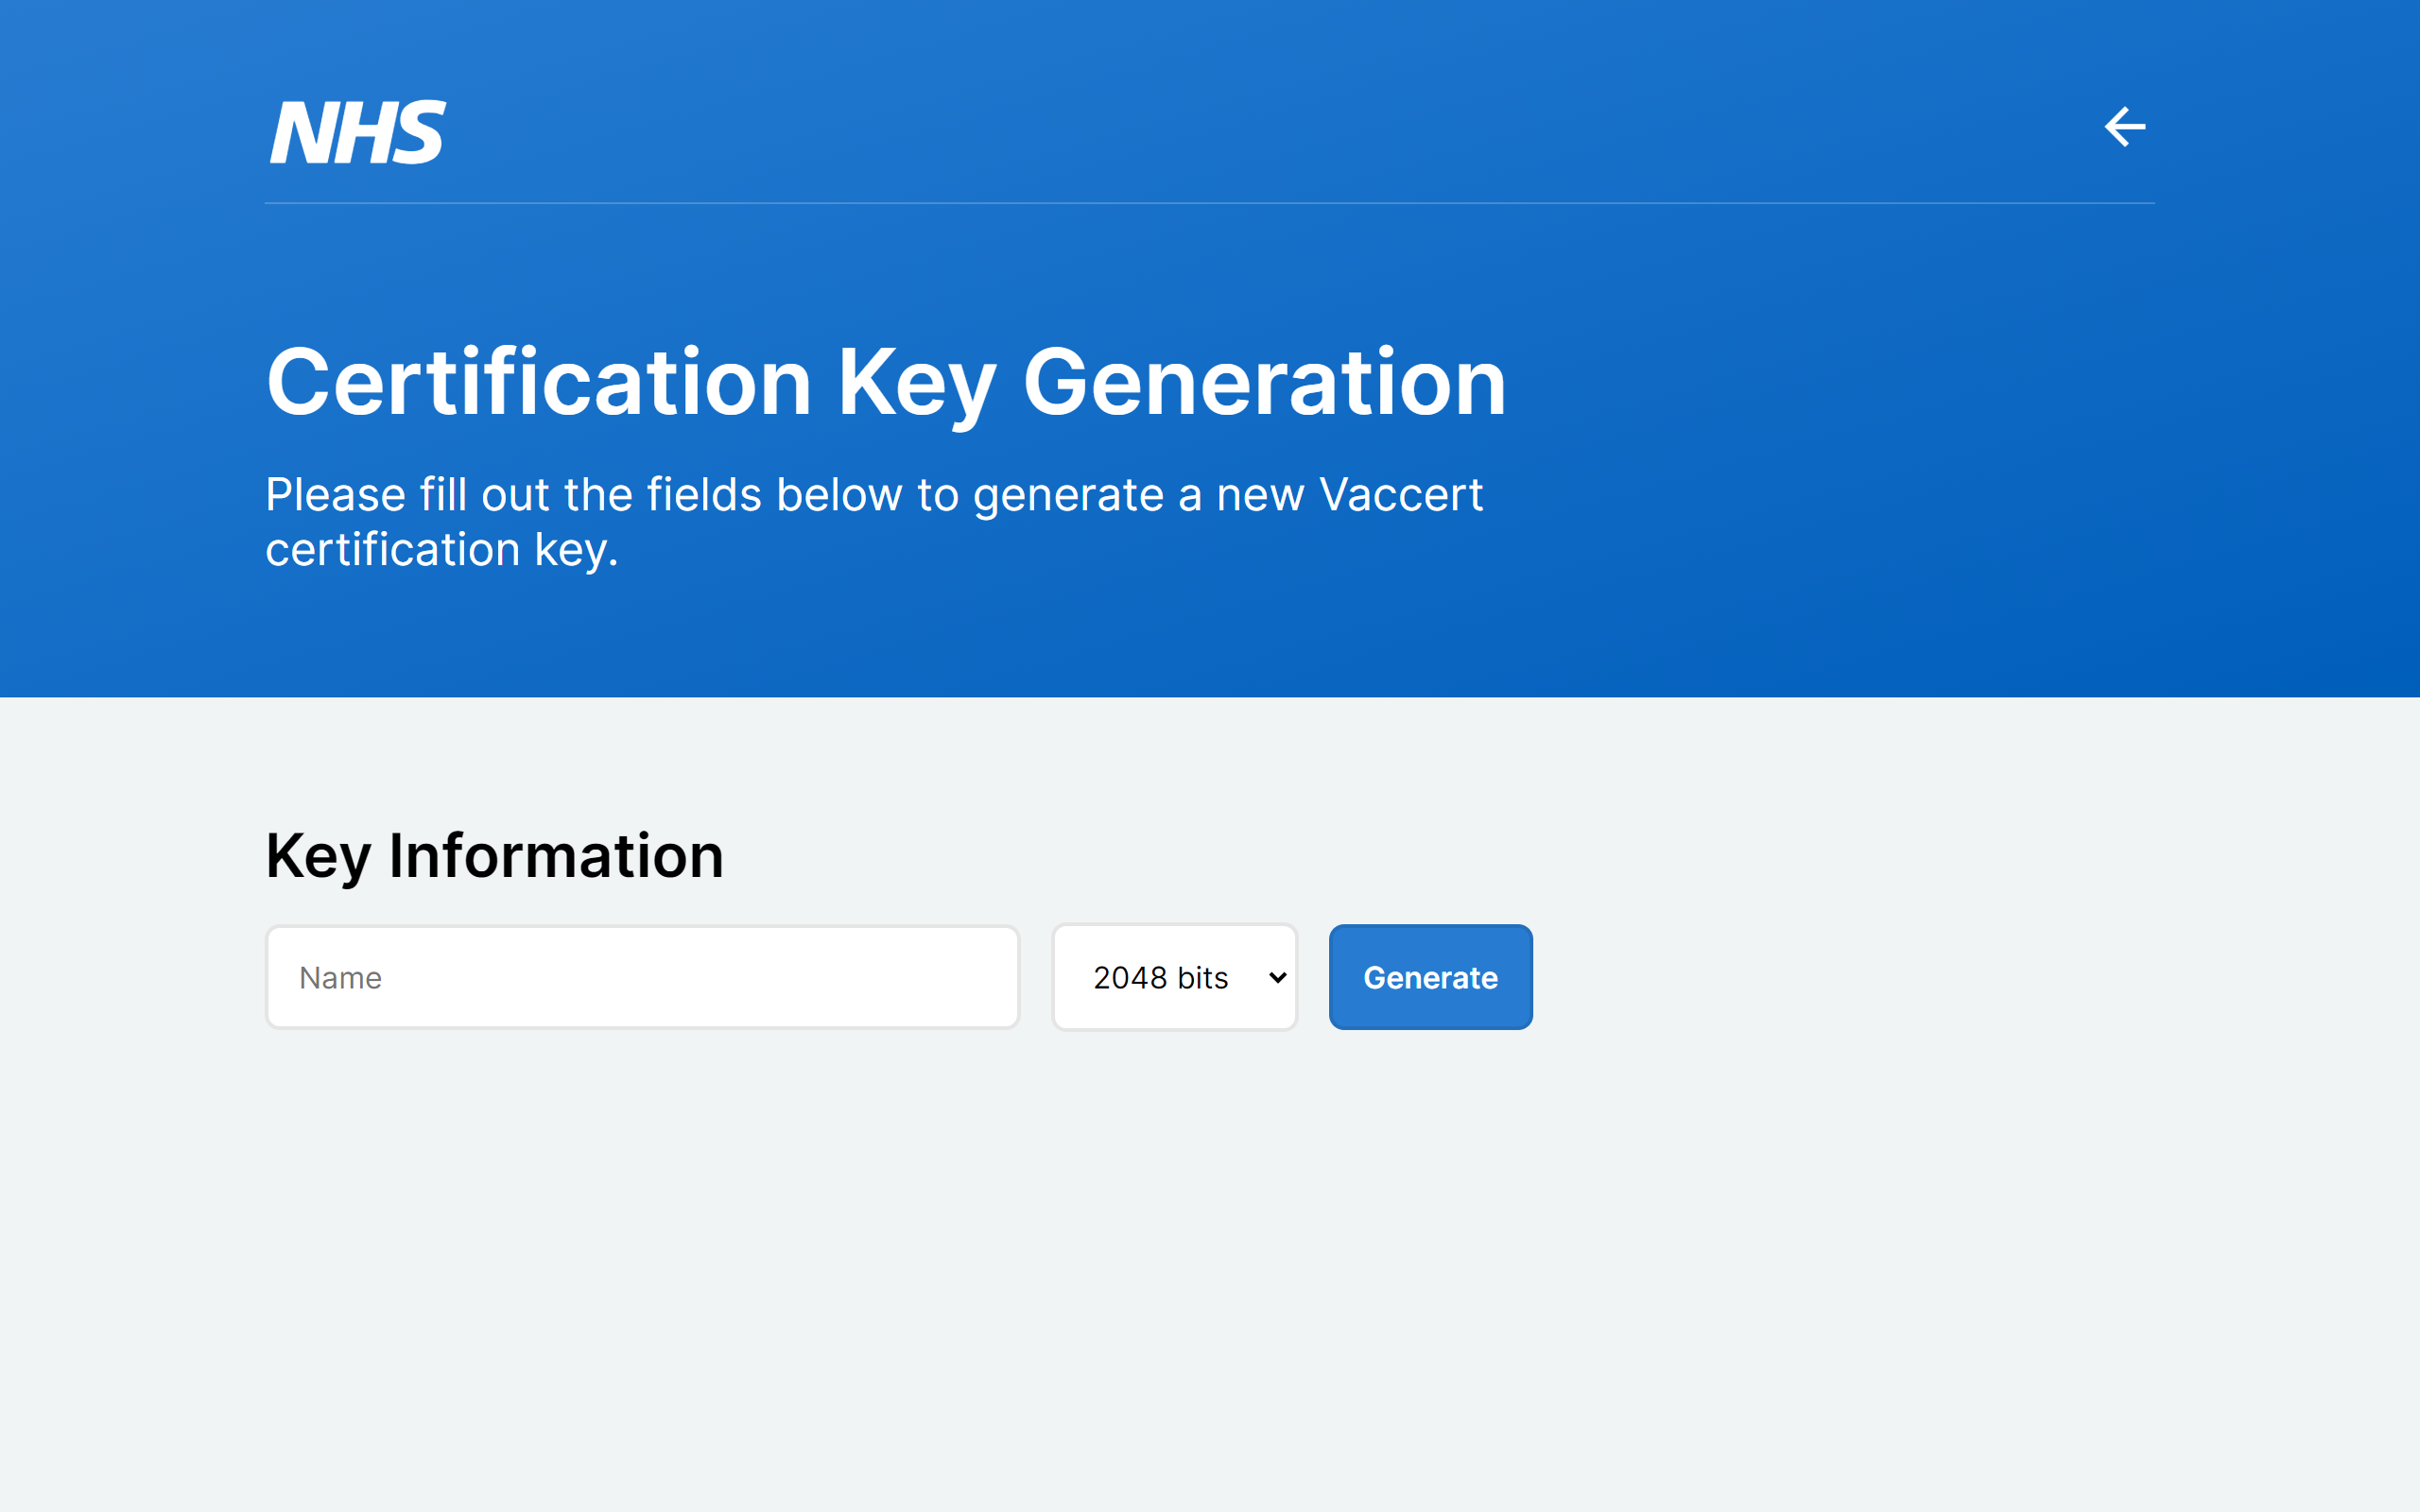 NHS
Certification Key Generation
Please fill out the fields below to generate a new Vaccert
certification key.
Key Information
Name
2048 bits
Generate